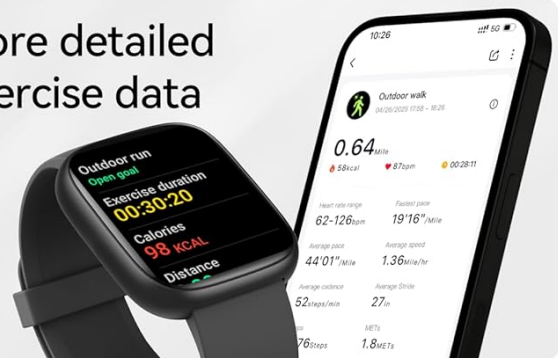 ore detailed
ercise data
Outdoor run
Open goal
Exercise duration
00:30:20
Calories
98 KCAL
Distance
10:26
5G
Outdoor walk
04/26/2025 17:58 - 18:26
0.64Mile
58kcal 87bpm 00:28:11
Heart rate range Fastest pace
62-126bpm 19'16"/Mile
Average pace Average speed
44'01"/Mile 1.36Mile/hr
Average cadence Average Stride
52steps/min 27in
METs
76Steps 1.8METs